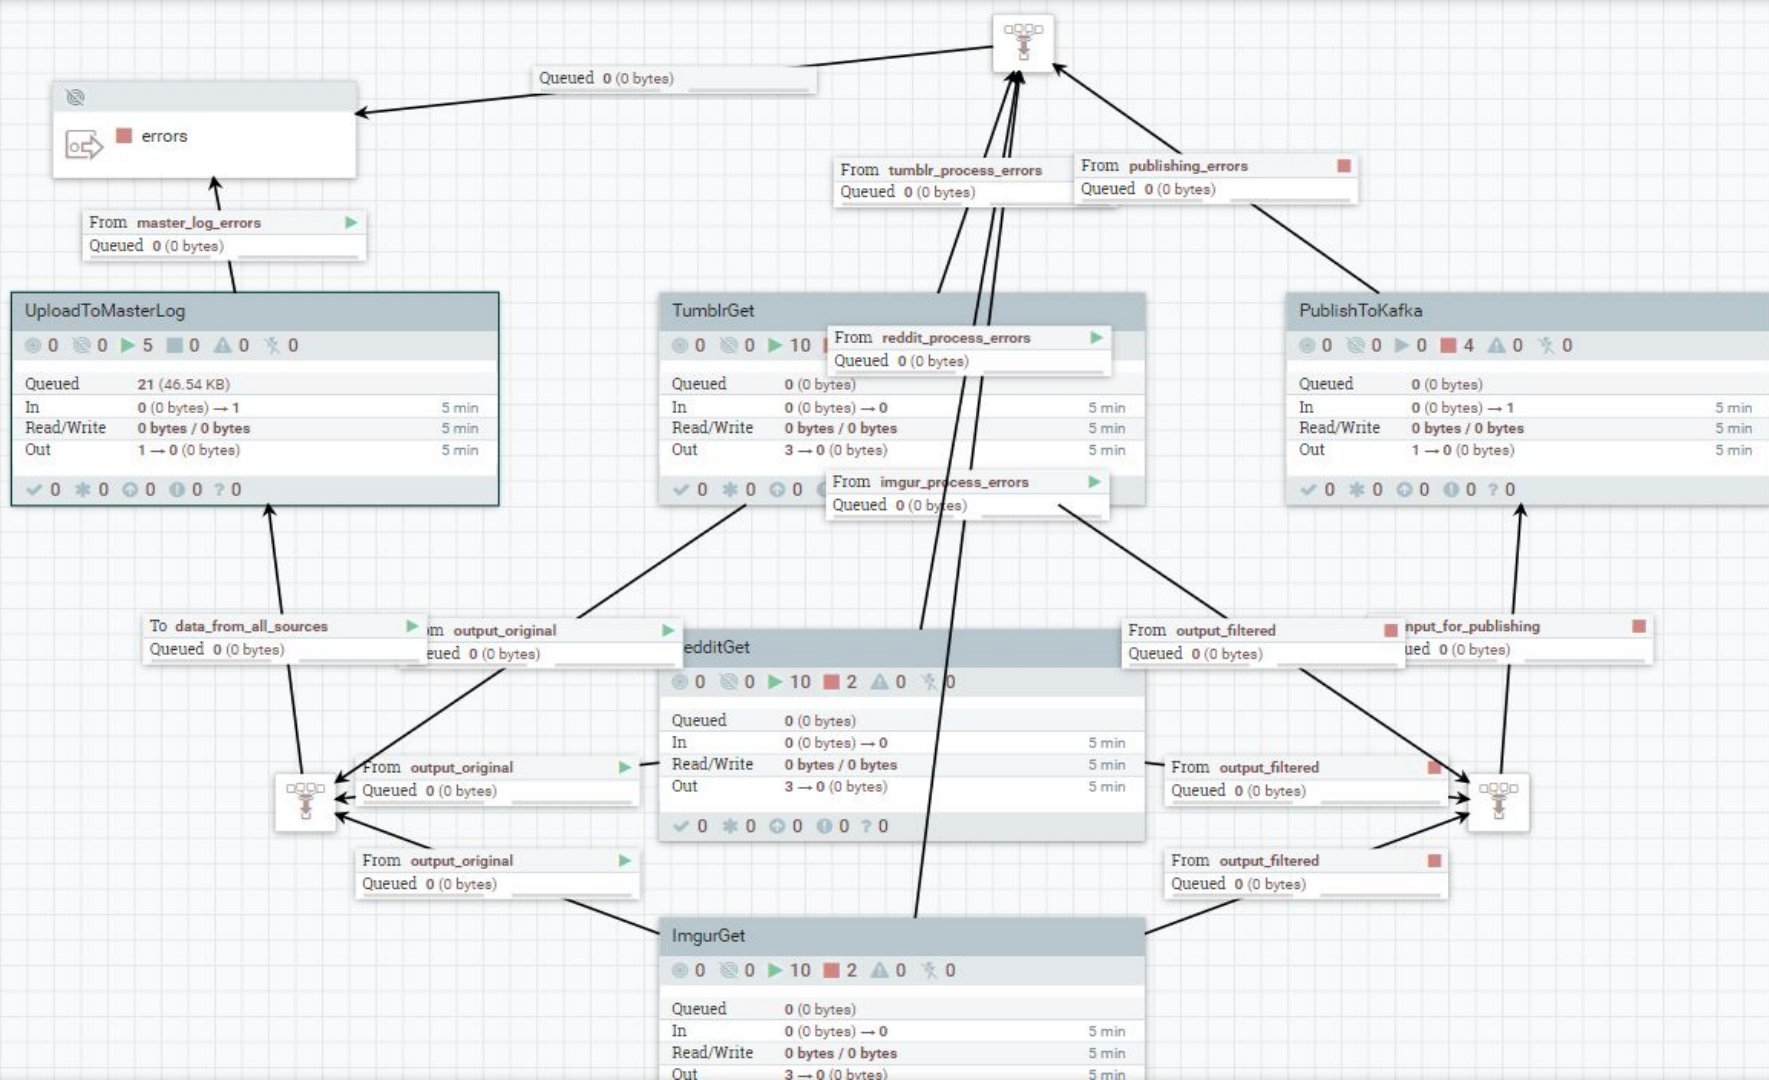 Queued 0 (0 bytes)
errors
From master_log_errors
Queued 0 (0 bytes)
From tumblr_process_errors
Queued 0 (0 bytes)
From publishing_errors
Queued 0 (0 bytes)
UploadToMasterLog
0 0 5 0 0 0
Queued 21 (46.54 KB)
In 0 (0 bytes) → 1 5 min
Read/Write 0 bytes / 0 bytes 5 min
Out 1 → 0 (0 bytes) 5 min
0 0 0 0 ? 0
TumblrGet
0 0 10
From reddit_process_errors
Queued 0 (0 bytes)
Queued 0 (0 bytes)
In 0 (0 bytes) → 0 5 min
Read/Write 0 bytes / 0 bytes 5 min
Out 3 → 0 (0 bytes) 5 min
0 0 0
From imgur_process_errors
Queued 0 (0 bytes)
PublishToKafka
0 0 0 4 0 0
Queued 0 (0 bytes)
In 0 (0 bytes) → 1 5 min
Read/Write 0 bytes / 0 bytes 5 min
Out 1 → 0 (0 bytes) 5 min
0 0 0 0 ? 0
To data_from_all_sources
Queued 0 (0 bytes)
om output_original
eued 0 (0 bytes)
From output_filtered
Queued 0 (0 bytes)
nput_for_publishing
ued 0 (0 bytes)
edditGet
0 0 10 2 0 0
Queued 0 (0 bytes)
In 0 (0 bytes) → 0 5 min
Read/Write 0 bytes / 0 bytes 5 min
Out 3 → 0 (0 bytes) 5 min
0 0 0 0 ? 0
From output_original
Queued 0 (0 bytes)
From output_filtered
Queued 0 (0 bytes)
From output_original
Queued 0 (0 bytes)
From output_filtered
Queued 0 (0 bytes)
ImgurGet
0 0 10 2 0 0
Queued 0 (0 bytes)
In 0 (0 bytes) → 0 5 min
Read/Write 0 bytes / 0 bytes 5 min
Out 3 → 0 (0 bytes) 5 min